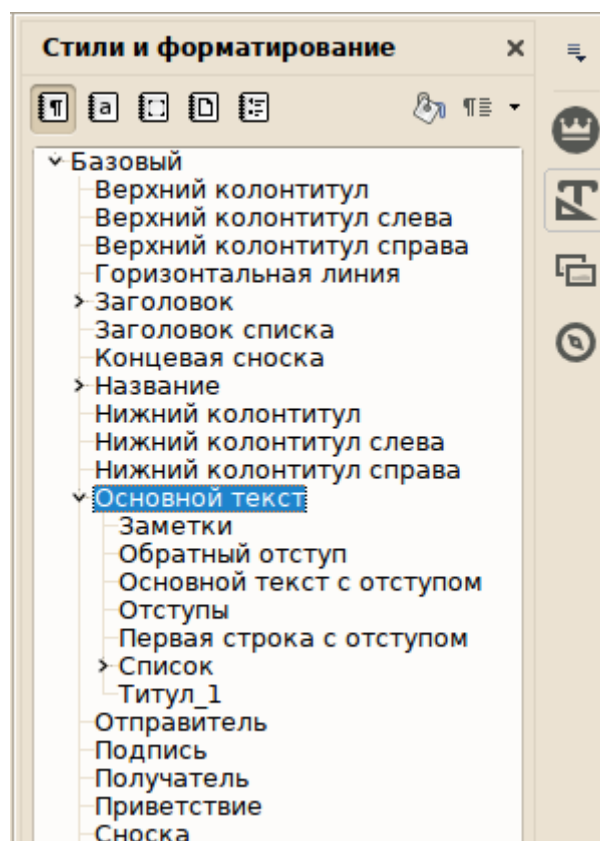 Стили и форматирование
Базовый
Верхний колонтитул
Верхний колонтитул слева
Верхний колонтитул справа
Горизонтальная линия
Заголовок
Заголовок списка
Концевая сноска
Название
Нижний колонтитул
Нижний колонтитул слева
Нижний колонтитул справа
Основной текст
Заметки
Обратный отступ
Основной текст с отступом
Отступы
Первая строка с отступом
Список
Титул_1
Отправитель
Подпись
Получатель
Приветствие
Сноска